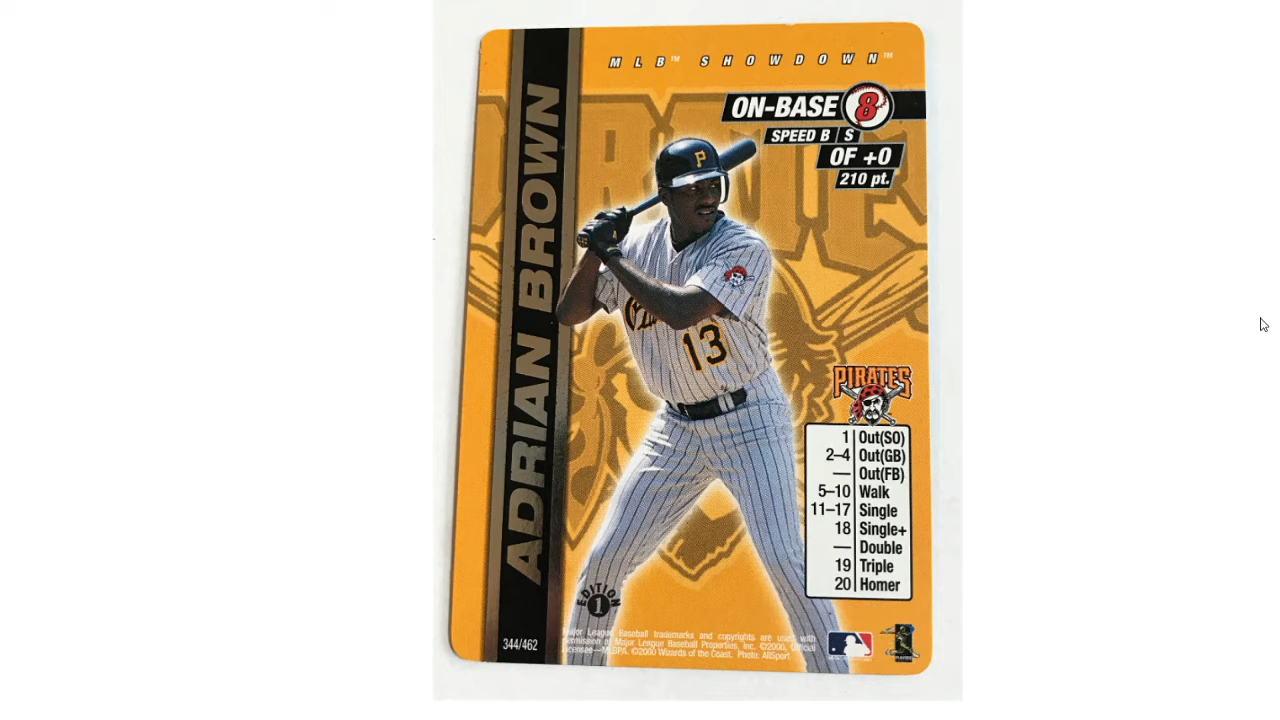 MLB™ SHOWDOWN™
ON-BASE 8
SPEED B S
OF +0
210 pt.
ADRIAN BROWN
P
13
PIRATES
1 Out(SO)
2–4 Out(GB)
— Out(FB)
5–10 Walk
11–17 Single
18 Single+
— Double
19 Triple
20 Homer
EDITION
1
344/462
Major League Baseball trademarks and copyrights are used with
permission of Major League Baseball Properties, Inc. ©2000, Official
Licensee—MLBPA. ©2000 Wizards of the Coast. Photo: AllSport